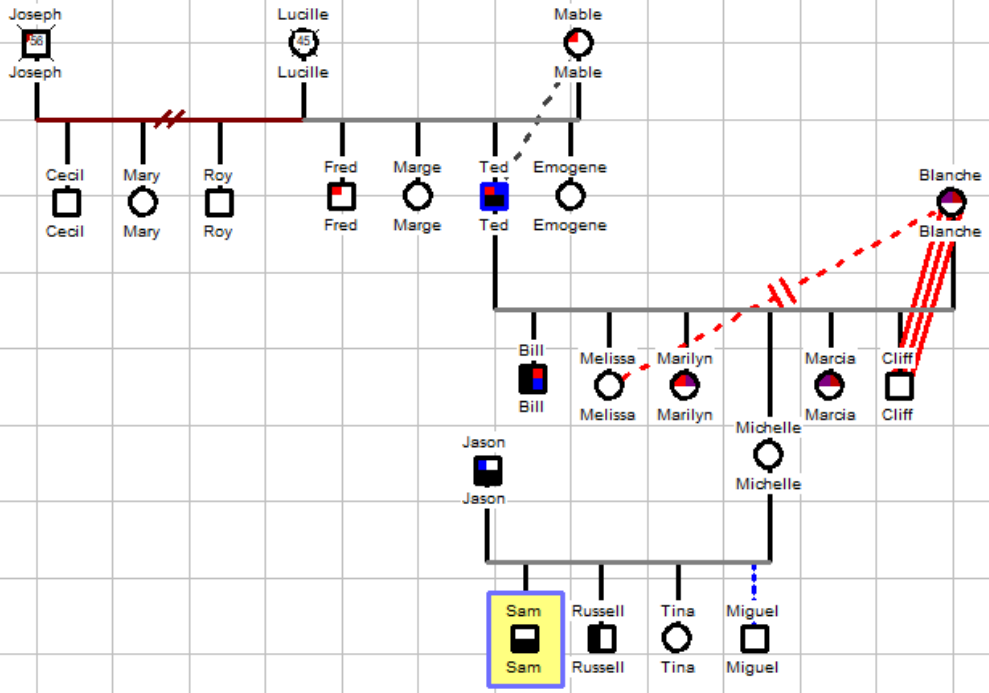 Joseph Lucille Mable
56 45
Joseph Lucille Mable
Cecil Mary Roy Fred Marge Ted Emogene Blanche
Cecil Mary Roy Fred Marge Ted Emogene Blanche
Bill Melissa Marilyn Marcia Cliff
Bill Melissa Marilyn Marcia Cliff
Michelle
Jason
Michelle
Jason
Sam Russell Tina Miguel
Sam Russell Tina Miguel